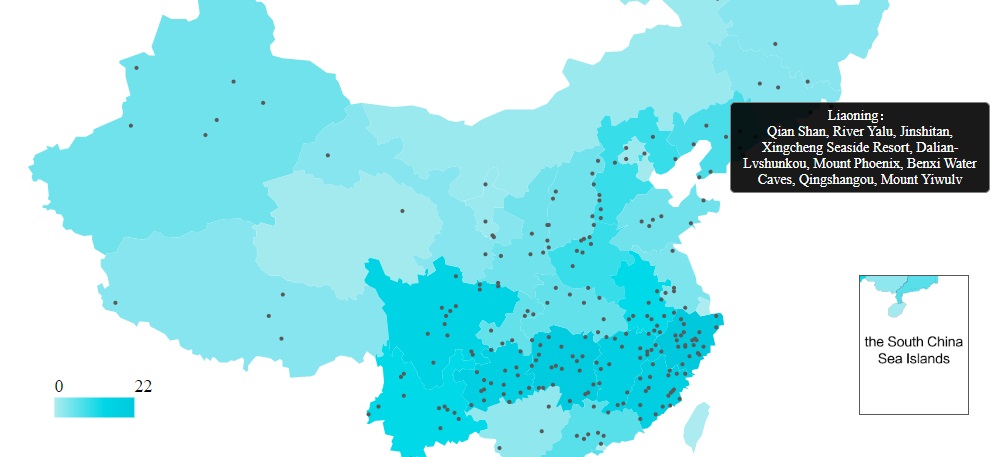 Liaoning：
Qian Shan, River Yalu, Jinshitan,
Xingcheng Seaside Resort, Dalian-
Lvshunkou, Mount Phoenix, Benxi Water
Caves, Qingshangou, Mount Yiwulv
the South China
Sea Islands
0 22